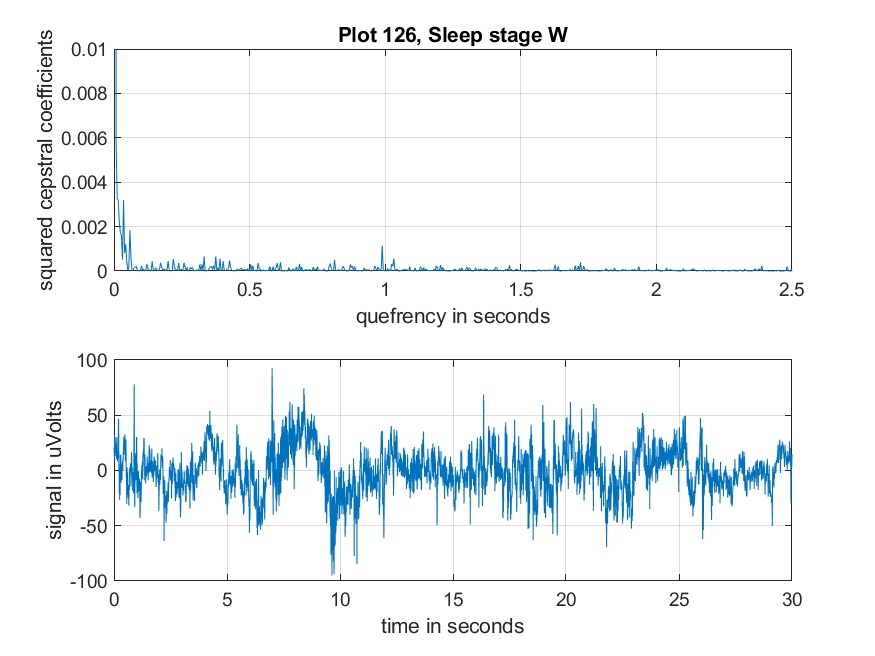 Plot 126, Sleep stage W
squared cepstral coefficients
0.01
0.008
0.006
0.004
0.002
0
0 0.5 1 1.5 2 2.5
quefrency in seconds
signal in uVolts
100
50
0
-50
-100
0 5 10 15 20 25 30
time in seconds